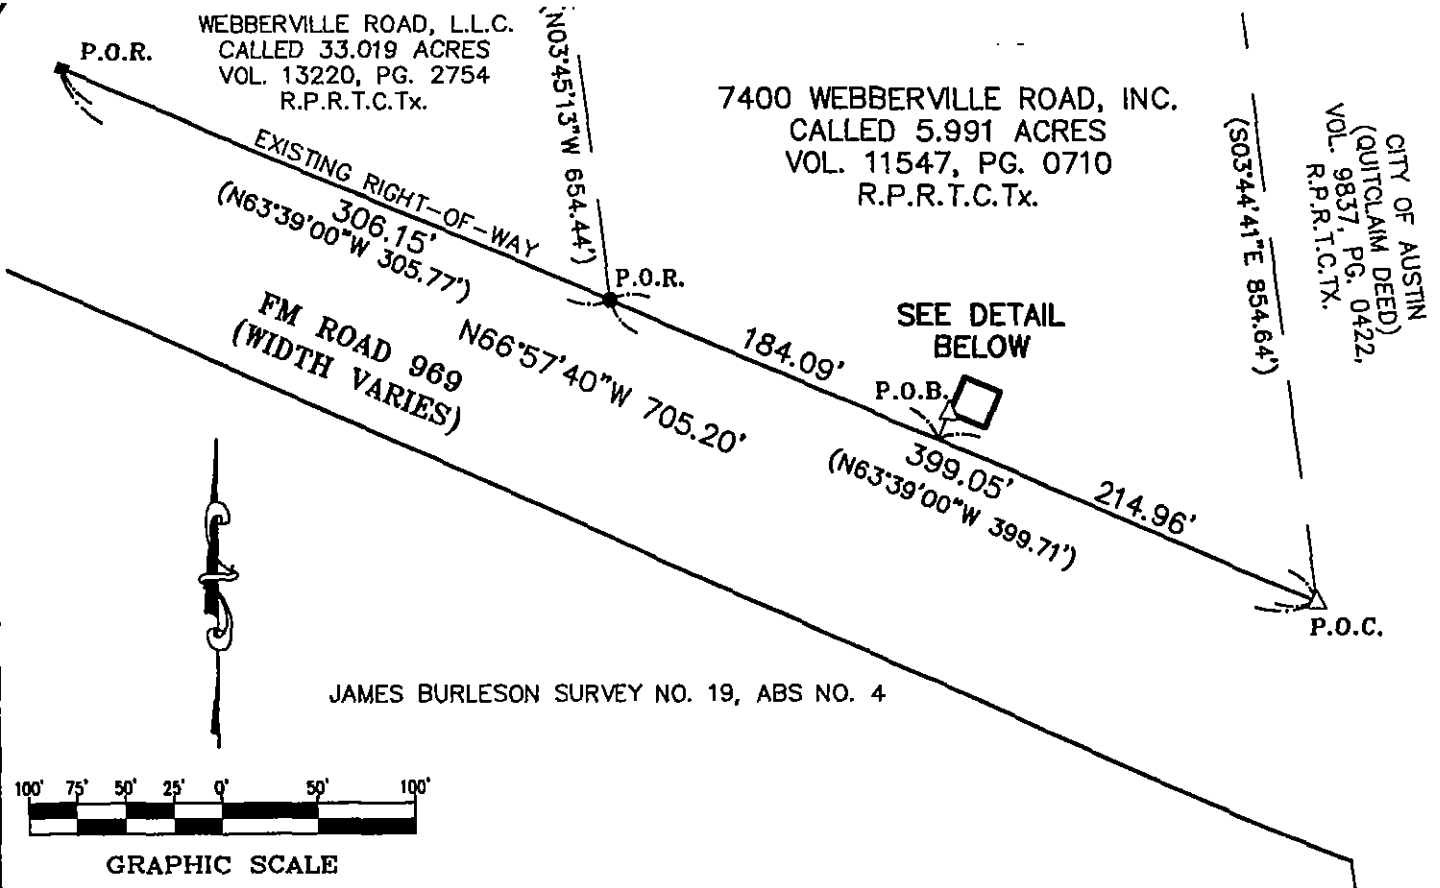 P.O.R.
WEBBERVILLE ROAD, L.L.C.
CALLED 33.019 ACRES
VOL. 13220, PG. 2754
R.P.R.T.C.Tx.
(N03°45'13"W 654.44')
7400 WEBBERVILLE ROAD, INC.
CALLED 5.991 ACRES
VOL. 11547, PG. 0710
R.P.R.T.C.Tx.
(S03°44'41"E 854.64')
CITY OF AUSTIN
(QUITCLAIM DEED)
VOL. 9837, PG. 0422,
R.P.R.T.C.TX.
EXISTING RIGHT-OF-WAY
306.15'
(N63°39'00"W 305.77')
P.O.R.
FM ROAD 969
(WIDTH VARIES)
N66°57'40"W 705.20'
184.09'
SEE DETAIL
BELOW
P.O.B.
399.05'
(N63°39'00"W 399.71')
214.96'
P.O.C.
JAMES BURLESON SURVEY NO. 19, ABS NO. 4
100' 75' 50' 25' 0' 50' 100'
GRAPHIC SCALE